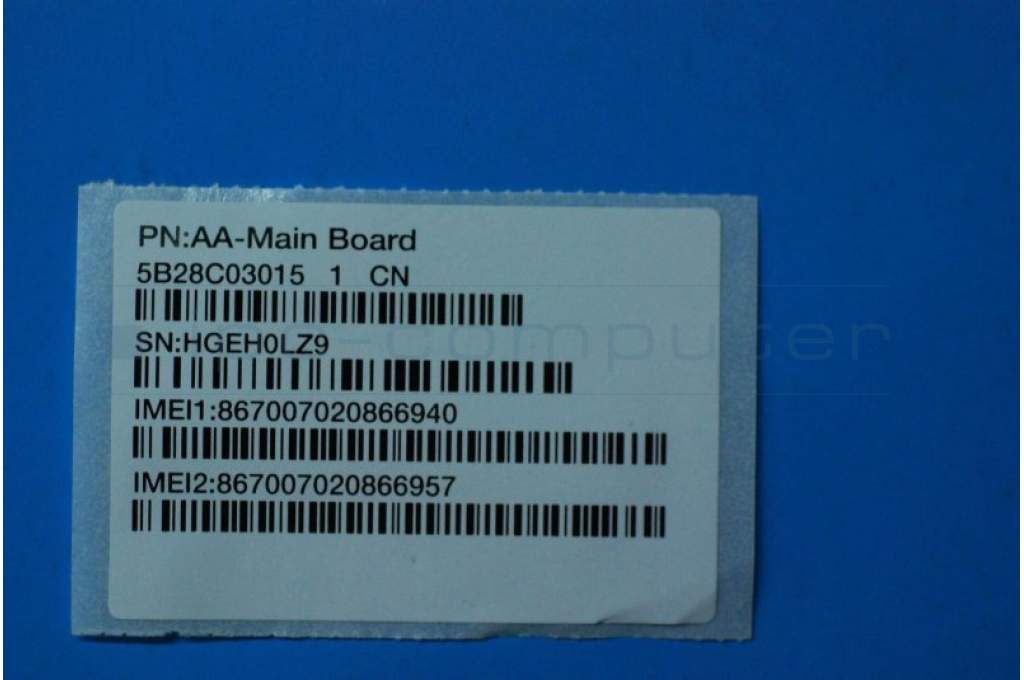 PN:AA-Main Board
5B28C03015 1 CN
SN:HGEH0LZ9
IMEI1:867007020866940
IMEI2:867007020866957